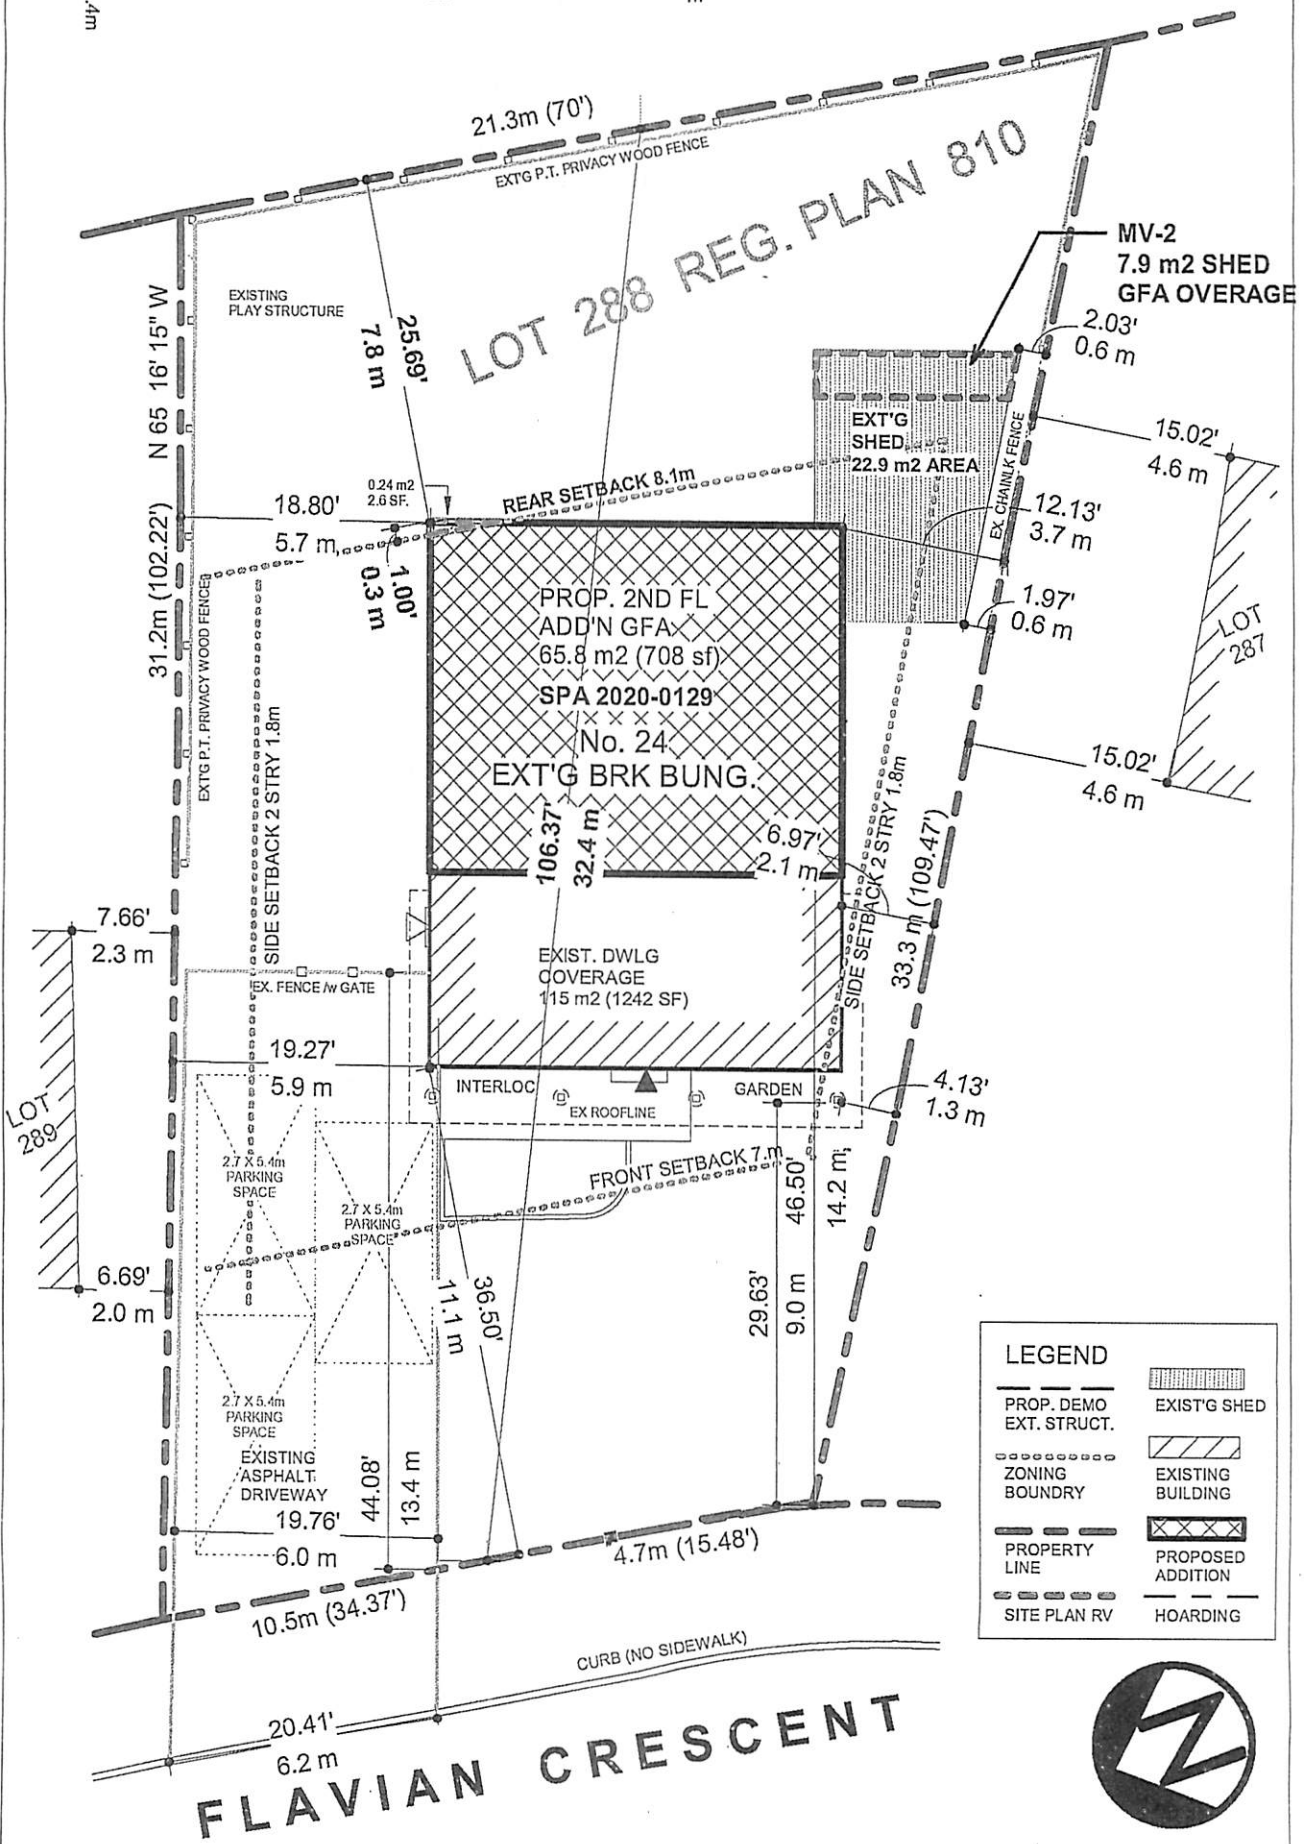 .4m
m
21.3m (70')
EXT'G P.T. PRIVACY WOOD FENCE
LOT 288 REG. PLAN 810
MV-2
7.9 m2 SHED
GFA OVERAGE
2.03'
0.6 m
EXISTING
PLAY STRUCTURE
N 65 16' 15" W
31.2m (102.22')
25.69'
7.8 m
EXT'G
SHED
22.9 m2 AREA
EX. CHAINLK FENCE
15.02'
4.6 m
0.24 m2
2.6 SF.
REAR SETBACK 8.1m
18.80'
5.7 m
1.00'
0.3 m
12.13'
3.7 m
1.97'
0.6 m
LOT
287
EXT'G P.T. PRIVACY WOOD FENCE
PROP. 2ND FL
ADD'N GFA
65.8 m2 (708 sf)
SPA 2020-0129
No. 24
EXT'G BRK BUNG.
SIDE SETBACK 2 STRY 1.8m
15.02'
4.6 m
106.37'
32.4 m
6.97'
2.1 m
SIDE SETBACK 2 STRY 1.8m
33.3 m (109.47')
7.66'
2.3 m
EXIST. DWLG
COVERAGE
115 m2 (1242 SF)
EX. FENCE /w GATE
19.27'
5.9 m
INTERLOC
GARDEN
EX ROOFLINE
4.13'
1.3 m
LOT
289
2.7 X 5.4m
PARKING
SPACE
2.7 X 5.4m
PARKING
SPACE
FRONT SETBACK 7.m
46.50'
14.2 m
6.69'
2.0 m
36.50'
11.1 m
29.63'
9.0 m
2.7 X 5.4m
PARKING
SPACE
EXISTING
ASPHALT
DRIVEWAY
44.08'
13.4 m
19.76'
6.0 m
4.7m (15.48')
10.5m (34.37')
CURB (NO SIDEWALK)
20.41'
6.2 m
FLAVIAN CRESCENT
LEGEND
PROP. DEMO
EXT. STRUCT.
EXIST'G SHED
ZONING
BOUNDRY
EXISTING
BUILDING
PROPERTY
LINE
PROPOSED
ADDITION
SITE PLAN RV
HOARDING
N